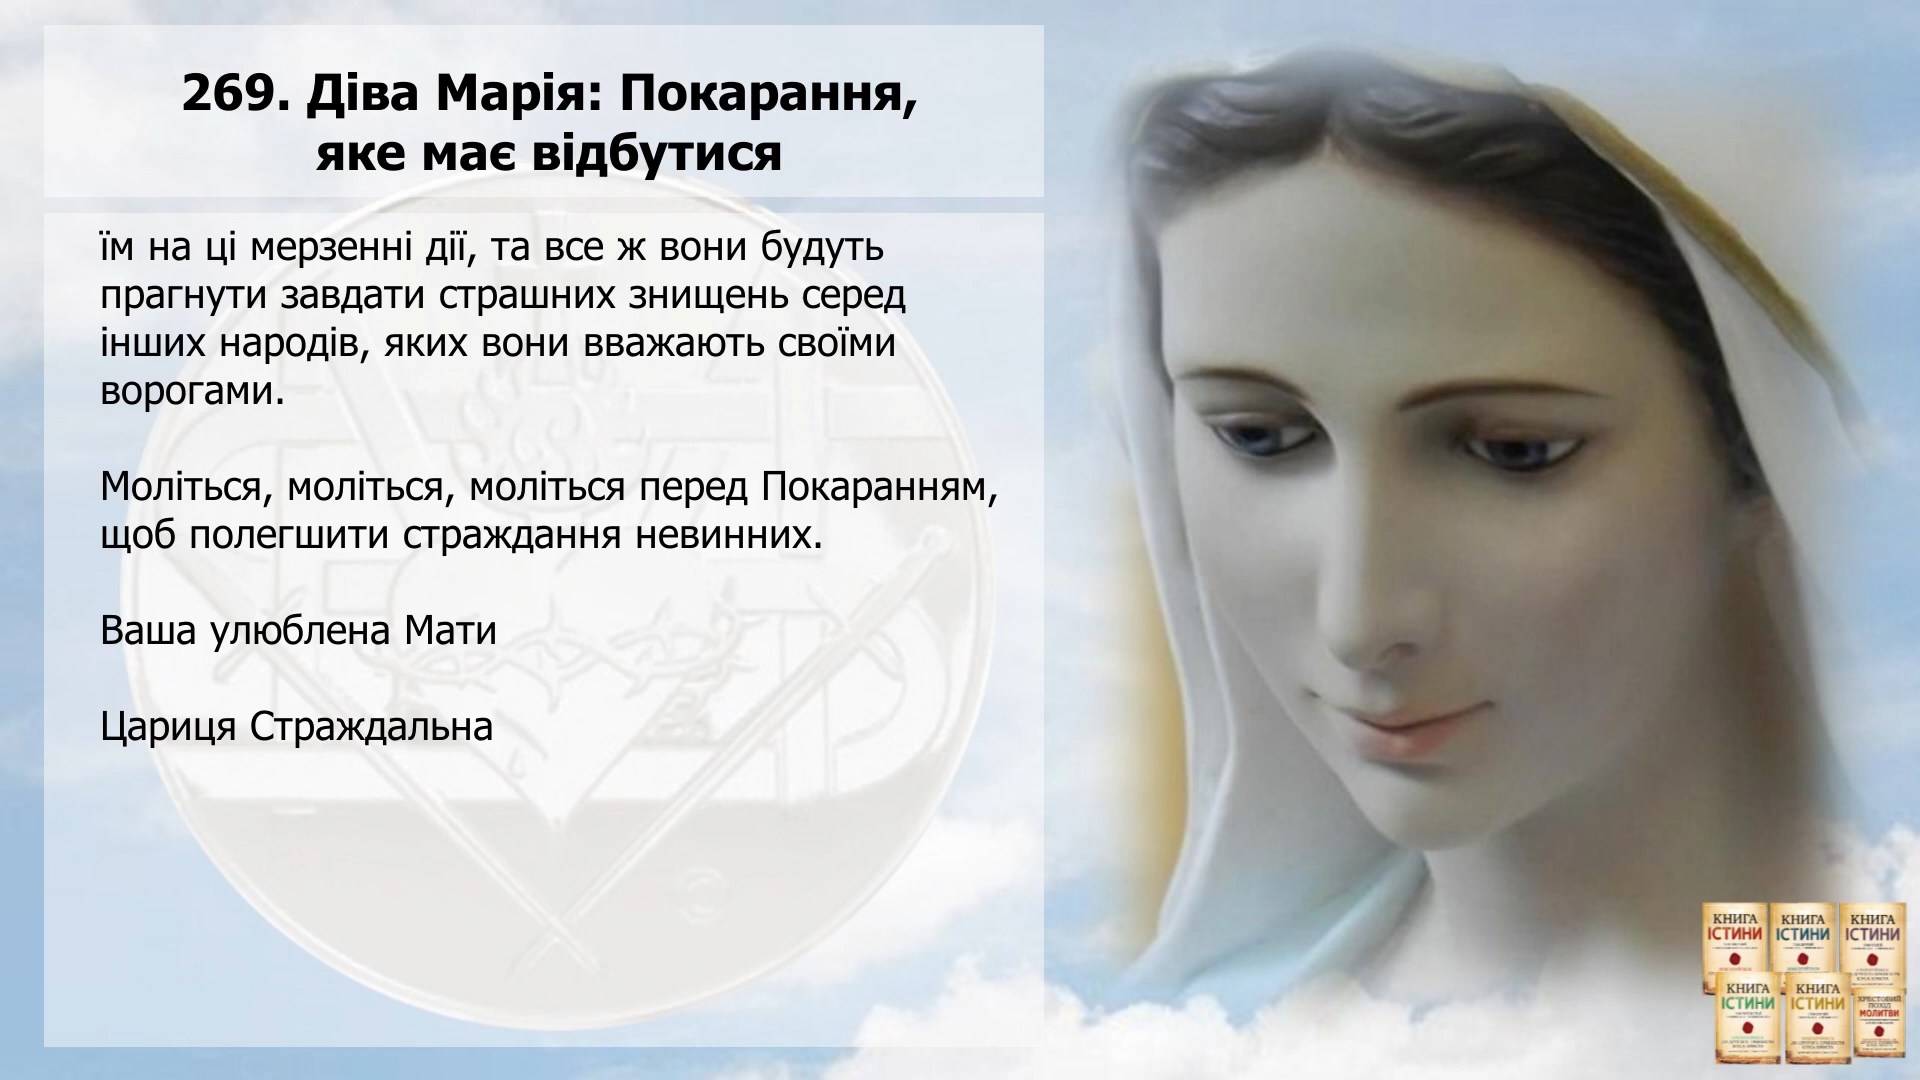 269. Діва Марія: Покарання,
яке має відбутися
їм на ці мерзенні дії, та все ж вони будуть
прагнути завдати страшних знищень серед
інших народів, яких вони вважають своїми
ворогами.
Моліться, моліться, моліться перед Покаранням,
щоб полегшити страждання невинних.
Ваша улюблена Мати
Цариця Страждальна
КНИГА
ІСТИНИ
КНИГА
ІСТИНИ
КНИГА
ІСТИНИ
КНИГА
ІСТИНИ
КНИГА
ІСТИНИ
ХРЕСТОВИЙ
ПОХІД
МОЛИТВИ